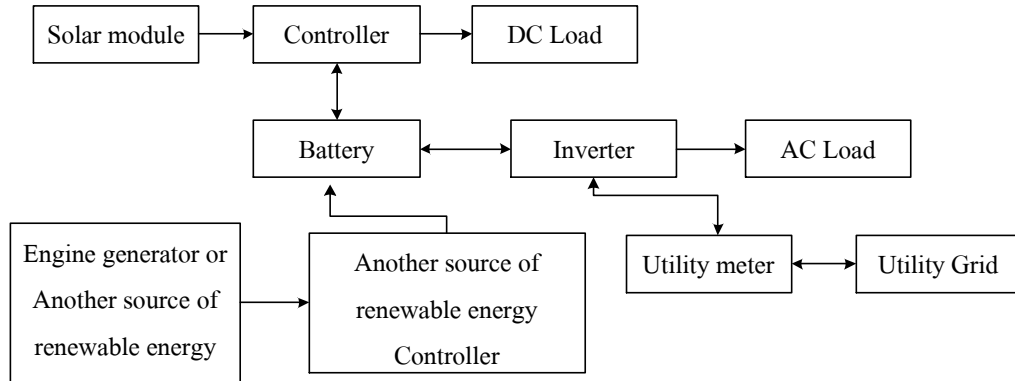 Solar module
Controller
DC Load
Battery
Inverter
AC Load
Engine generator or
Another source of
renewable energy
Another source of
renewable energy
Controller
Utility meter
Utility Grid